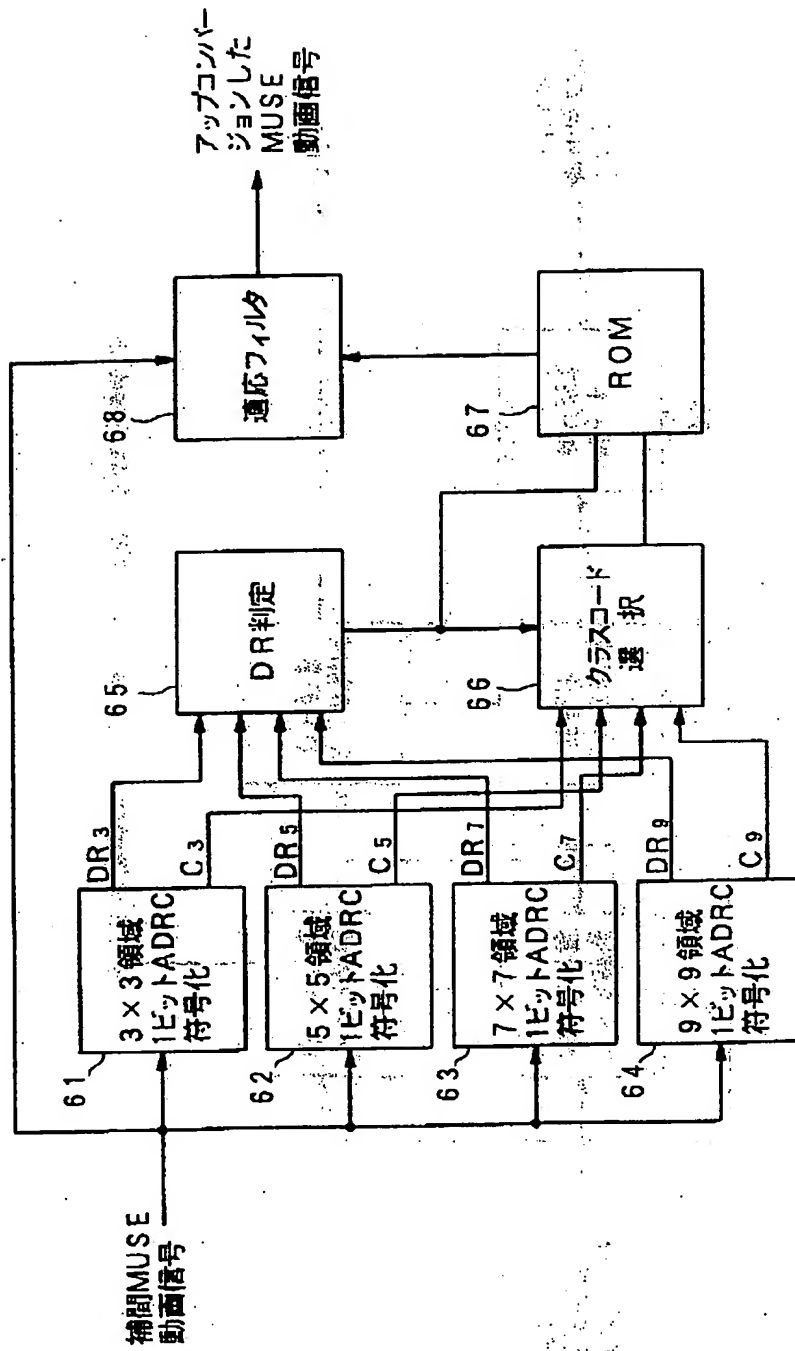 補間MUSE
動画信号
61
3×3領域
1ビットADRC
符号化
DR3
C3
62
5×5領域
1ビットADRC
符号化
DR5
C5
63
7×7領域
1ビットADRC
符号化
DR7
C7
64
9×9領域
1ビットADRC
符号化
DR9
C9
65
DR判定
66
クラスコード
選択
67
ROM
68
適応フィルタ
アップコンバー
ジョンした
MUSE
動画信号